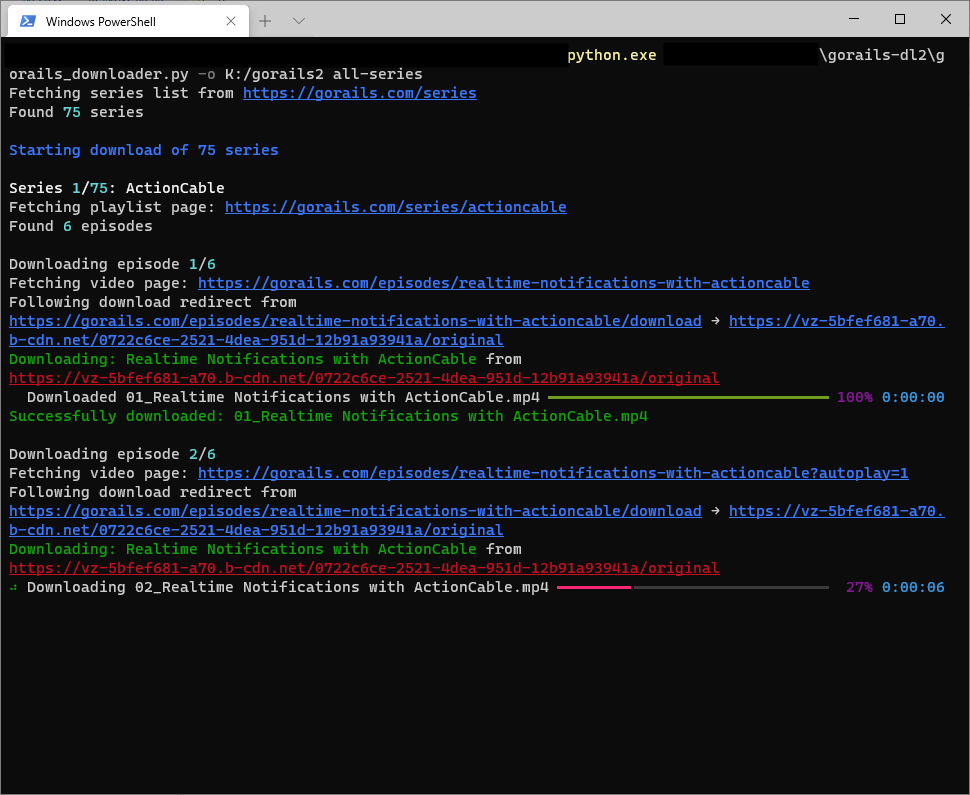 Windows PowerShell
python.exe \gorails-dl2\g
orails_downloader.py -o K:/gorails2 all-series
Fetching series list from https://gorails.com/series
Found 75 series
Starting download of 75 series
Series 1/75: ActionCable
Fetching playlist page: https://gorails.com/series/actioncable
Found 6 episodes
Downloading episode 1/6
Fetching video page: https://gorails.com/episodes/realtime-notifications-with-actioncable
Following download redirect from
https://gorails.com/episodes/realtime-notifications-with-actioncable/download → https://vz-5bfef681-a70.
b-cdn.net/0722c6ce-2521-4dea-951d-12b91a93941a/original
Downloading: Realtime Notifications with ActionCable from
https://vz-5bfef681-a70.b-cdn.net/0722c6ce-2521-4dea-951d-12b91a93941a/original
Downloaded 01_Realtime Notifications with ActionCable.mp4 100% 0:00:00
Successfully downloaded: 01_Realtime Notifications with ActionCable.mp4
Downloading episode 2/6
Fetching video page: https://gorails.com/episodes/realtime-notifications-with-actioncable?autoplay=1
Following download redirect from
https://gorails.com/episodes/realtime-notifications-with-actioncable/download → https://vz-5bfef681-a70.
b-cdn.net/0722c6ce-2521-4dea-951d-12b91a93941a/original
Downloading: Realtime Notifications with ActionCable from
https://vz-5bfef681-a70.b-cdn.net/0722c6ce-2521-4dea-951d-12b91a93941a/original
Downloading 02_Realtime Notifications with ActionCable.mp4 27% 0:00:06